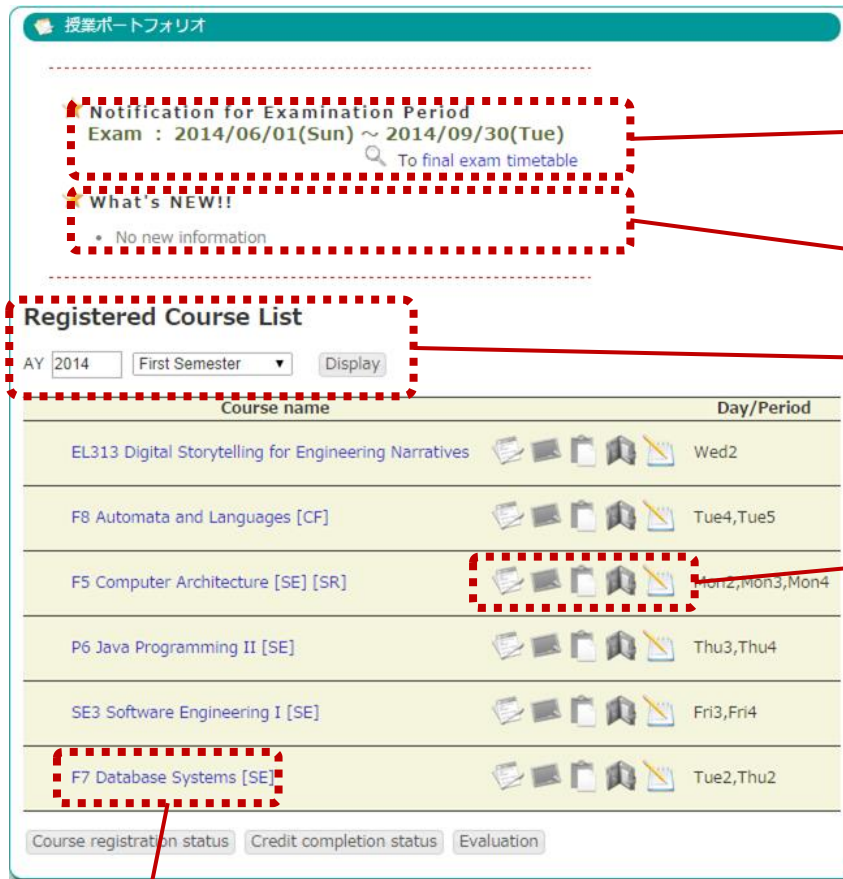 授業ポートフォリオ
Notification for Examination Period
Exam : 2014/06/01(Sun) ～ 2014/09/30(Tue)
To final exam timetable
What's NEW!!
• No new information
Registered Course List
AY 2014 First Semester ▼ Display
Course name Day/Period
EL313 Digital Storytelling for Engineering Narratives Wed2
F8 Automata and Languages [CF] Tue4,Tue5
F5 Computer Architecture [SE] [SR] Mon2,Mon3,Mon4
P6 Java Programming II [SE] Thu3,Thu4
SE3 Software Engineering I [SE] Fri3,Fri4
F7 Database Systems [SE] Tue2,Thu2
Course registration status Credit completion status Evaluation